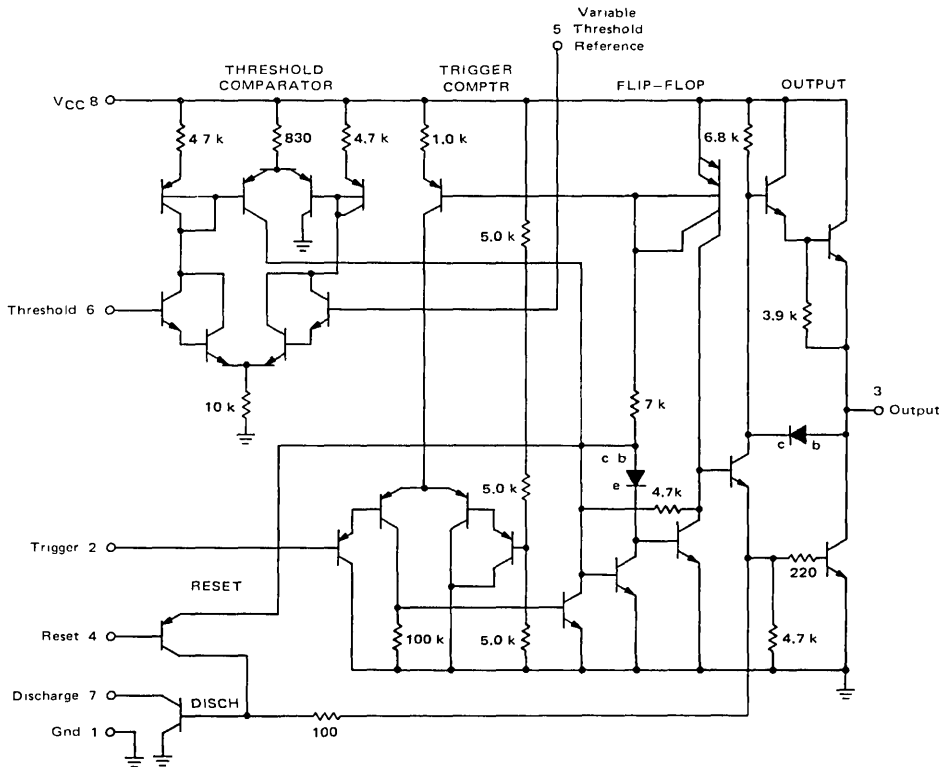 Variable
5 Threshold
Reference
THRESHOLD
COMPARATOR
TRIGGER
COMPTR
FLIP-FLOP
OUTPUT
VCC 8
4 7 k
830
4.7 k
1.0 k
6.8 k
5.0 k
Threshold 6
3.9 k
10 k
7 k
3
Output
c b
c b
e
5.0 k
4.7k
Trigger 2
220
RESET
Reset 4
100 k
5.0 k
4.7 k
Discharge 7
DISCH
Gnd 1
100